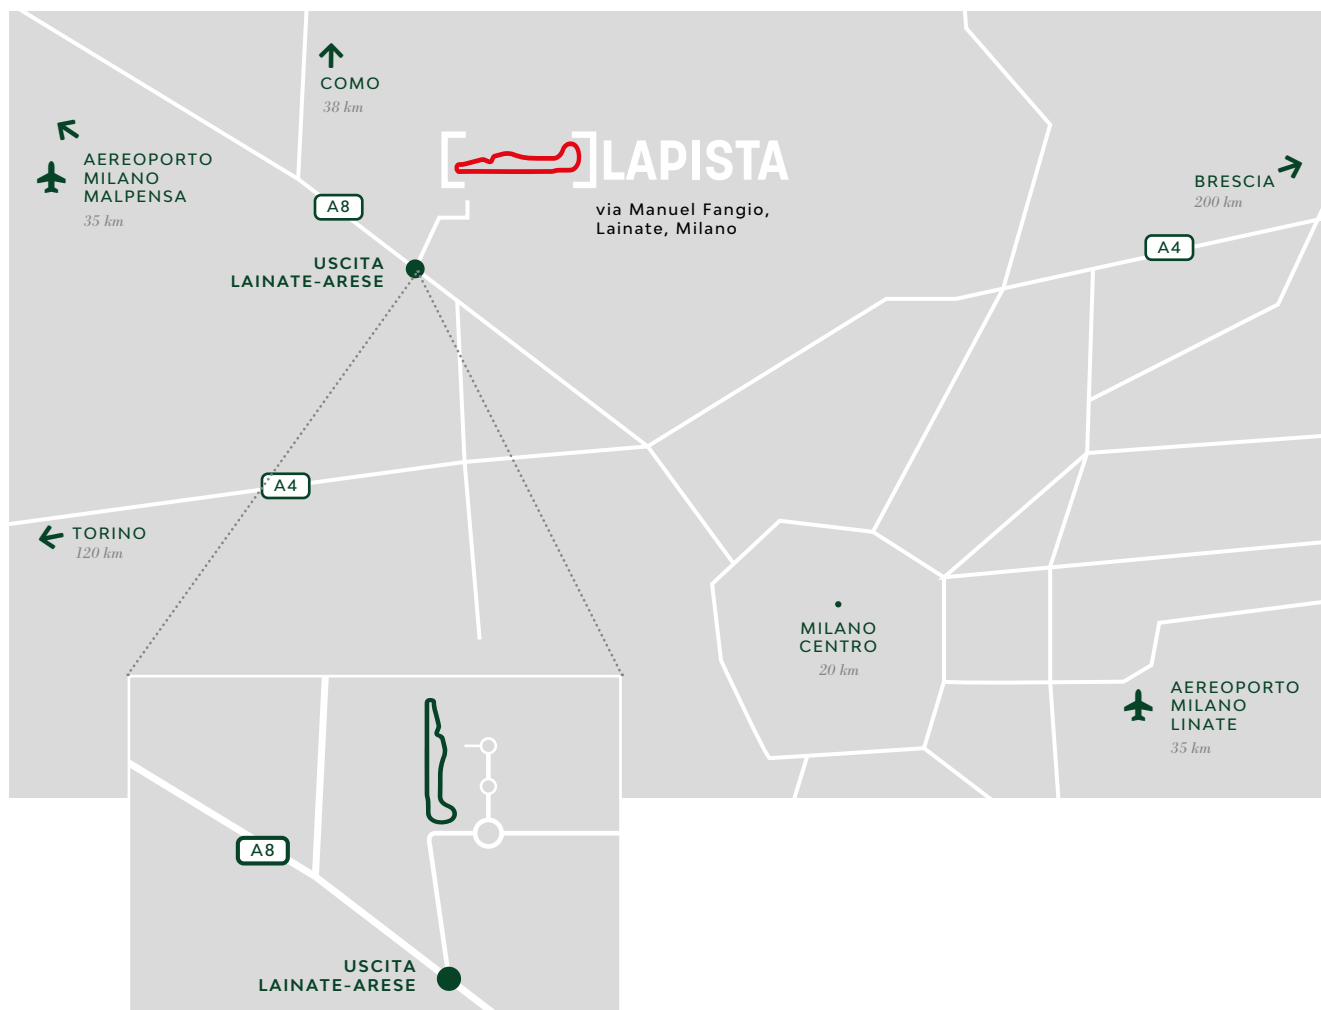 COMO
38 km
AEREOPORTO
MILANO
MALPENSA
35 km
A8
LAPISTA
via Manuel Fangio,
Lainate, Milano
BRESCIA
200 km
A4
USCITA
LAINATE-ARESE
A4
TORINO
120 km
MILANO
CENTRO
20 km
AEREOPORTO
MILANO
LINATE
35 km
A8
USCITA
LAINATE-ARESE